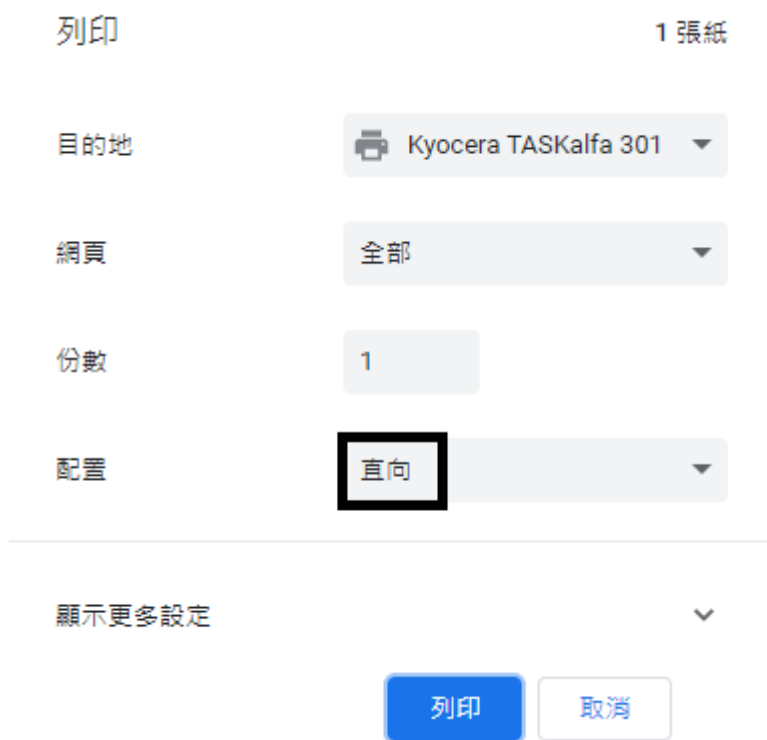 列印 1 張紙
目的地 Kyocera TASKalfa 301
網頁 全部
份數 1
配置 直向
顯示更多設定
列印 取消